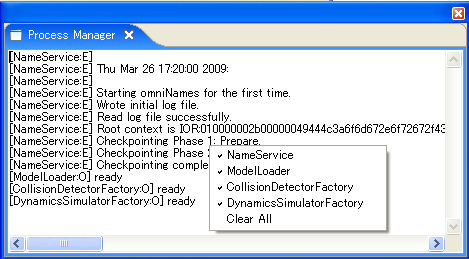 Process Manager
[NameService:E]
[NameService:E] Thu Mar 26 17:20:00 2009:
[NameService:E]
[NameService:E] Starting omniNames for the first time.
[NameService:E] Wrote initial log file.
[NameService:E] Read log file successfully.
[NameService:E] Root context is IOR:010000002b00000049444c3a6f6d672e6f72672f43
[NameService:E] Checkpointing Phase 1: Prepare.
[NameService:E] Checkpointing Phase
[NameService:E] Checkpointing comple
[ModelLoader:O] ready
[CollisionDetectorFactory:O] ready
[DynamicsSimulatorFactory:O] ready
NameService
ModelLoader
CollisionDetectorFactory
DynamicsSimulatorFactory
Clear All